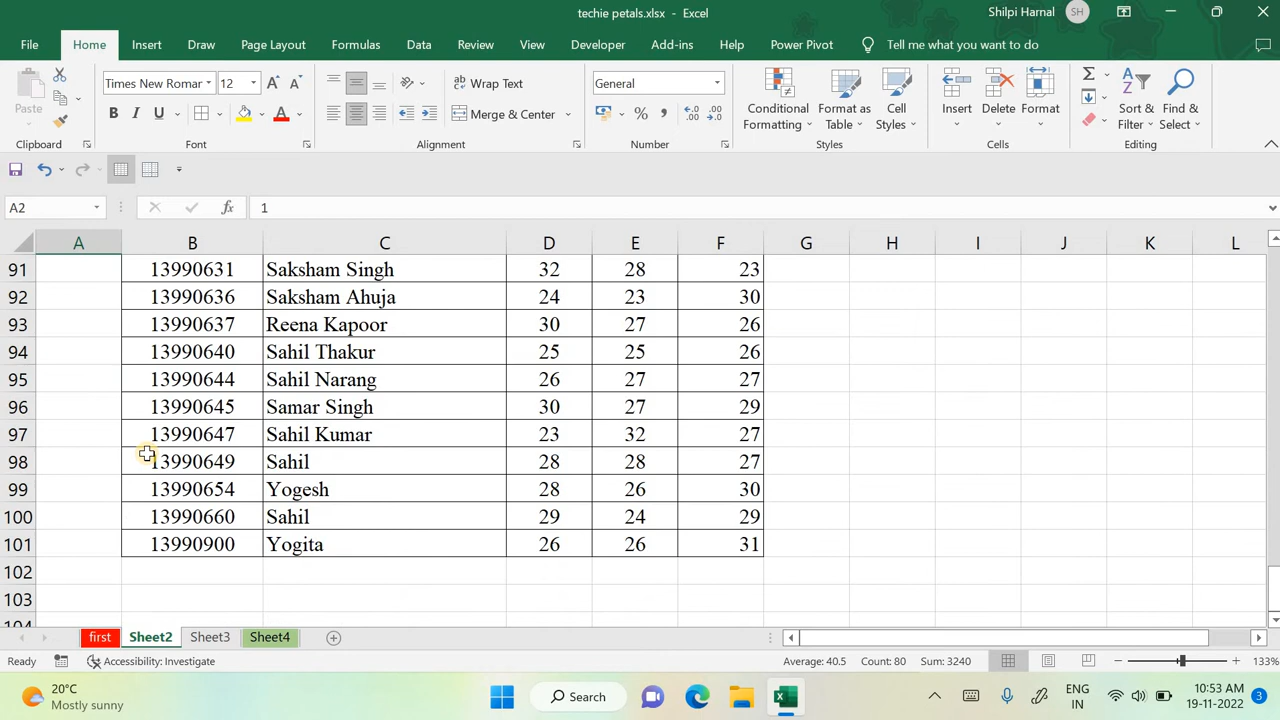 techie petals.xlsx - Excel
Shilpi Harnal SH
File Home Insert Draw Page Layout Formulas Data Review View Developer Add-ins Help Power Pivot Tell me what you want to do
Paste
Clipboard
Times New Romar 12
B I U A
Font
ab Wrap Text
Merge & Center
Alignment
General
% ,
Number
Conditional Formatting
Format as Table
Cell Styles
Styles
Insert Delete Format
Cells
Sort & Filter
Find & Select
Editing
A2 fx 1
A B C D E F G H I J K L
91 13990631 Saksham Singh 32 28 23
92 13990636 Saksham Ahuja 24 23 30
93 13990637 Reena Kapoor 30 27 26
94 13990640 Sahil Thakur 25 25 26
95 13990644 Sahil Narang 26 27 27
96 13990645 Samar Singh 30 27 29
97 13990647 Sahil Kumar 23 32 27
98 13990649 Sahil 28 28 27
99 13990654 Yogesh 28 26 30
100 13990660 Sahil 29 24 29
101 13990900 Yogita 26 26 31
102
103
104
first Sheet2 Sheet3 Sheet4
Ready Accessibility: Investigate Average: 40.5 Count: 80 Sum: 3240 133%
20°C
Mostly sunny
Search
ENG
IN
10:53 AM
19-11-2022
3